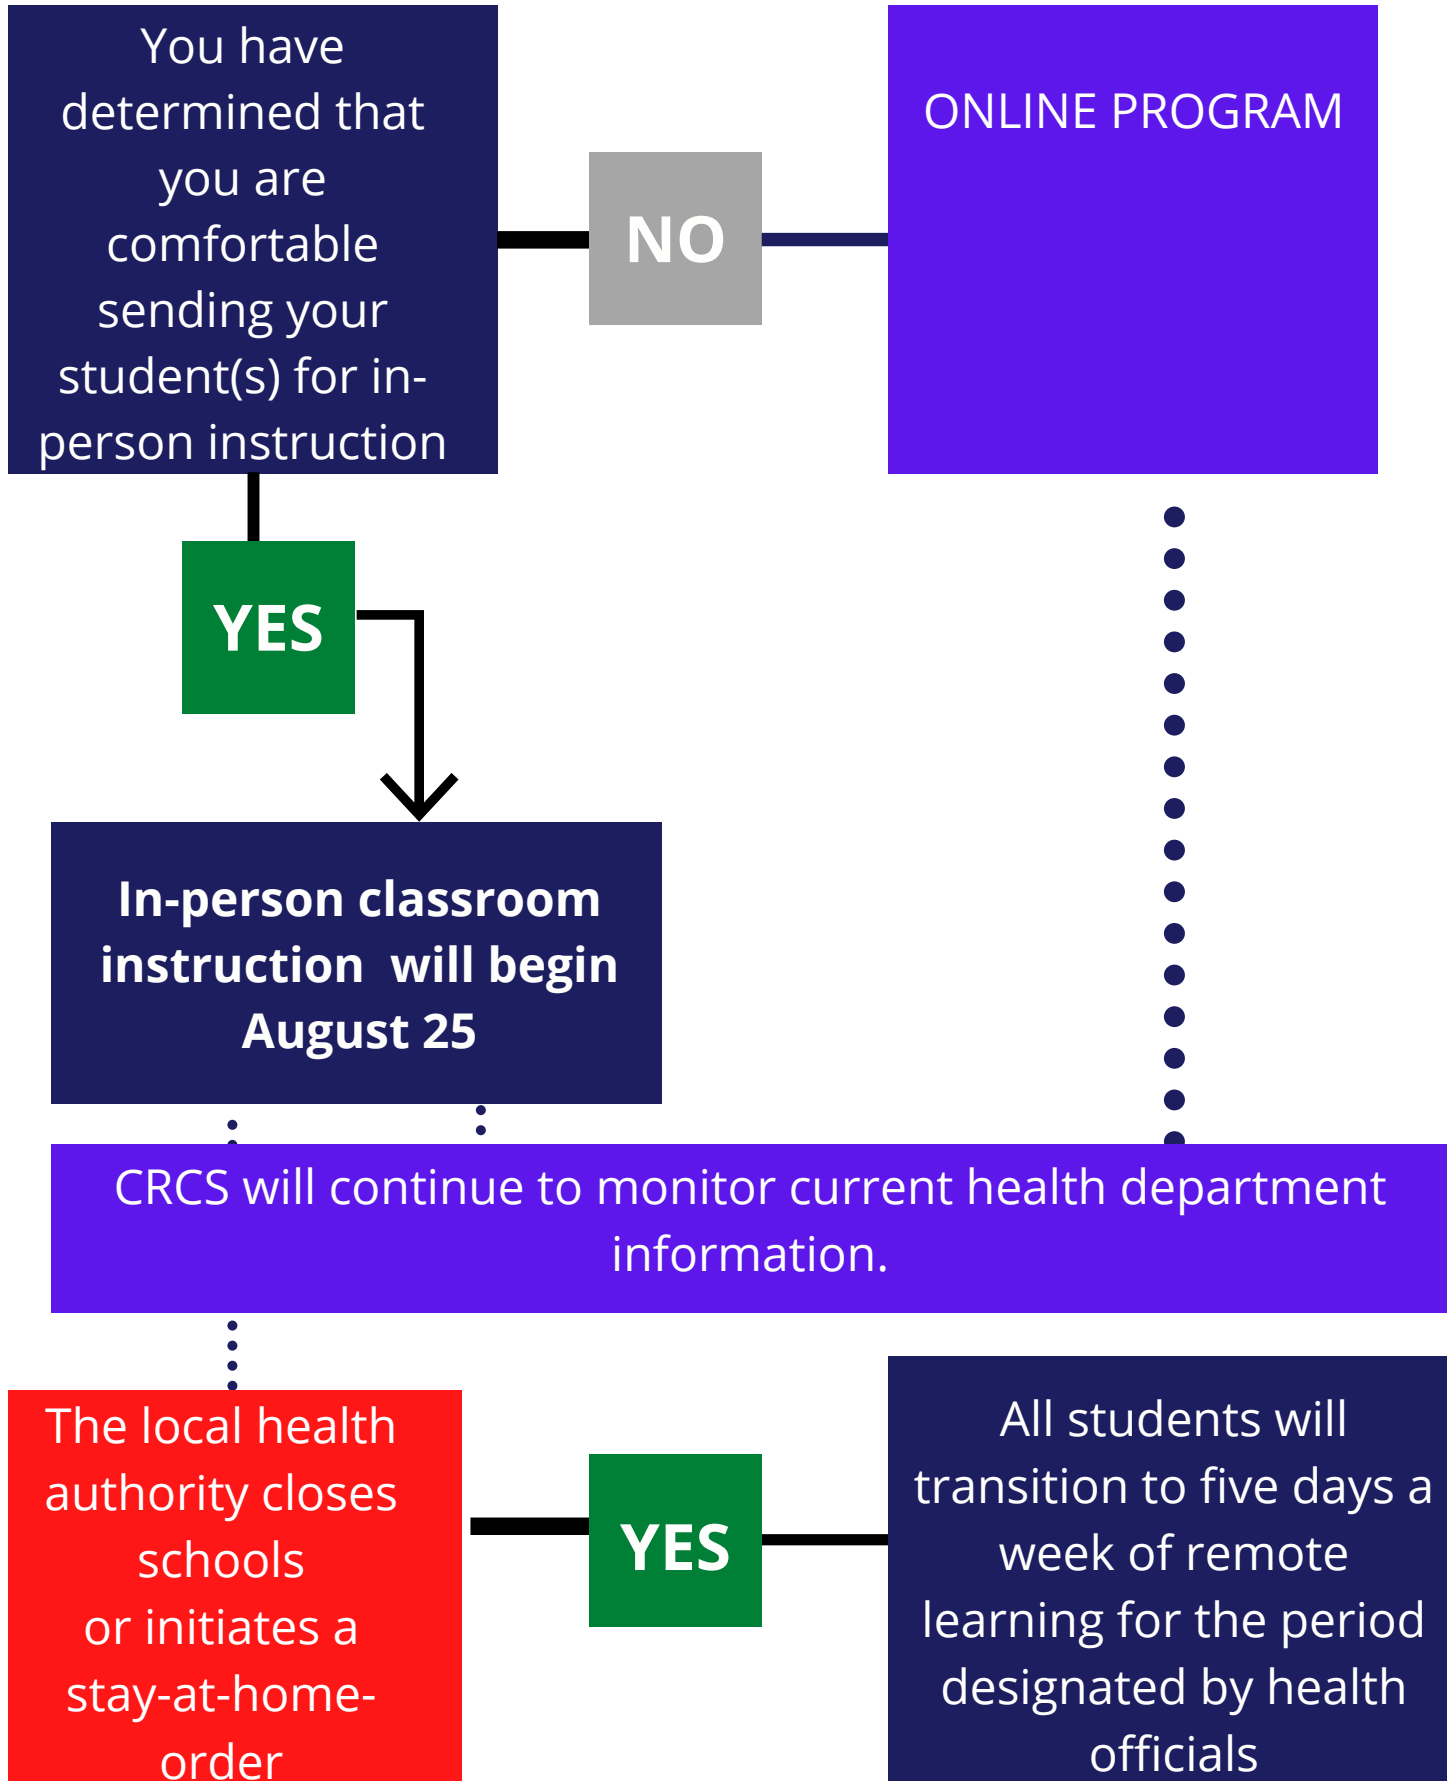 You have
determined that
you are
comfortable
sending your
student(s) for in-
person instruction
NO
ONLINE PROGRAM
YES
In-person classroom
instruction  will begin
August 25
CRCS will continue to monitor current health department
information.
The local health
authority closes
schools
or initiates a
stay-at-home-
order
YES
All students will
transition to five days a
week of remote
learning for the period
designated by health
officials